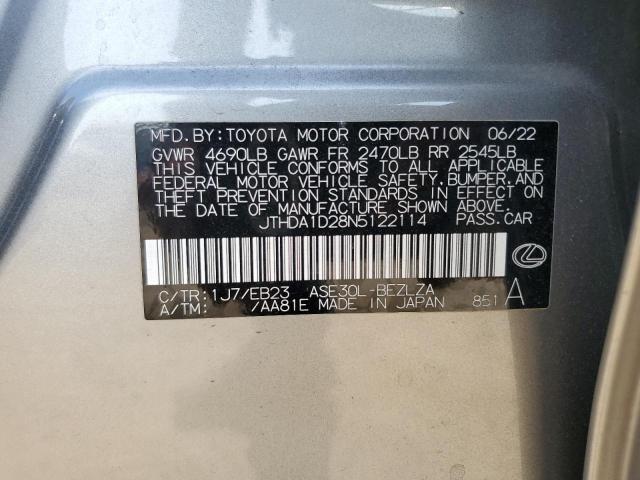 MFD.BY:TOYOTA MOTOR CORPORATION 06/22
GVWR 4690LB GAWR FR 2470LB RR 2545LB
THIS VEHICLE CONFORMS TO ALL APPLICABLE
FEDERAL MOTOR VEHICLE SAFETY,BUMPER,AND
THEFT PREVENTION STANDARDS IN EFFECT ON
THE DATE OF MANUFACTURE SHOWN ABOVE.
JTHDA1D28N5122114 PASS.CAR
C/TR:1J7/EB23 ASE30L-BEZLZA
A/TM: /AA81E MADE IN JAPAN 851 A